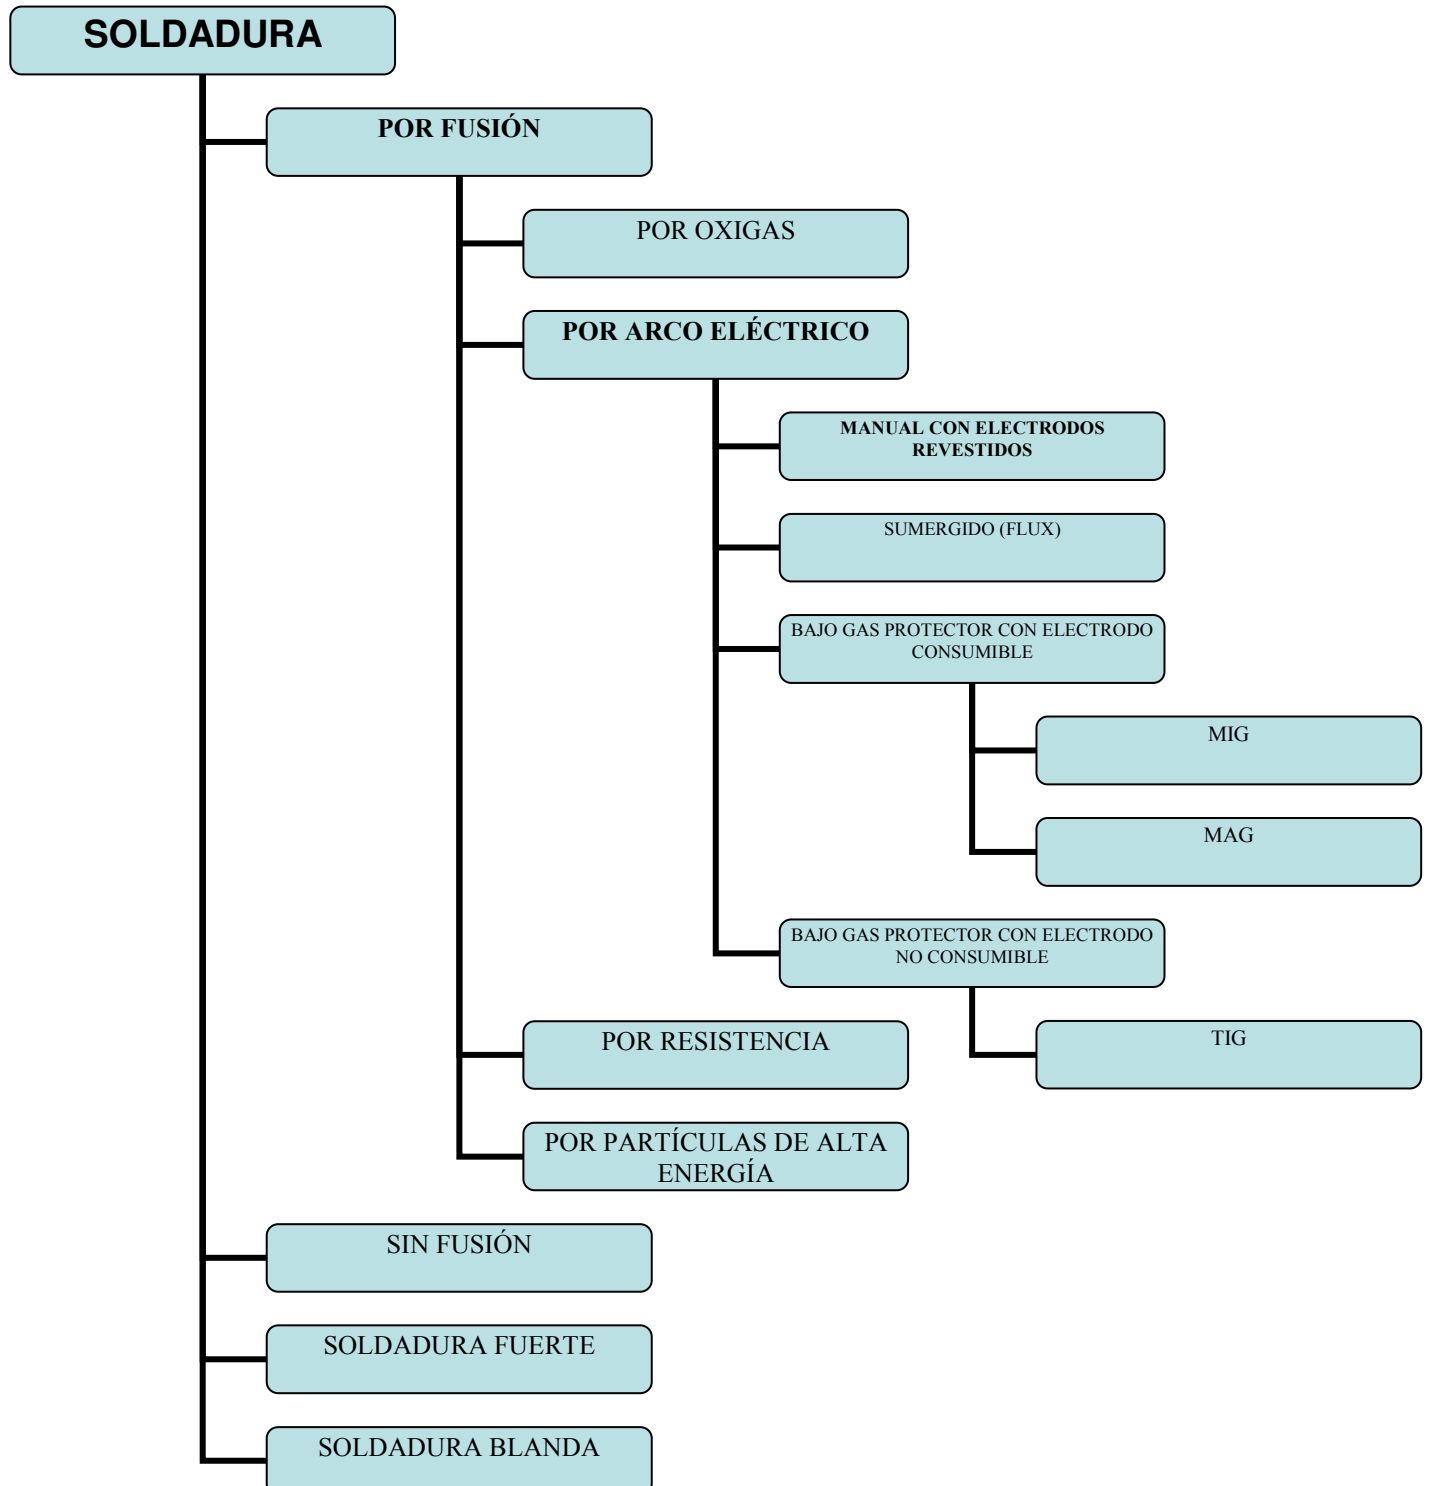 SOLDADURA
POR FUSIÓN
POR OXIGAS
POR ARCO ELÉCTRICO
MANUAL CON ELECTRODOS
REVESTIDOS
SUMERGIDO (FLUX)
BAJO GAS PROTECTOR CON ELECTRODO
CONSUMIBLE
MIG
MAG
BAJO GAS PROTECTOR CON ELECTRODO
NO CONSUMIBLE
TIG
POR RESISTENCIA
POR PARTÍCULAS DE ALTA
ENERGÍA
SIN FUSIÓN
SOLDADURA FUERTE
SOLDADURA BLANDA